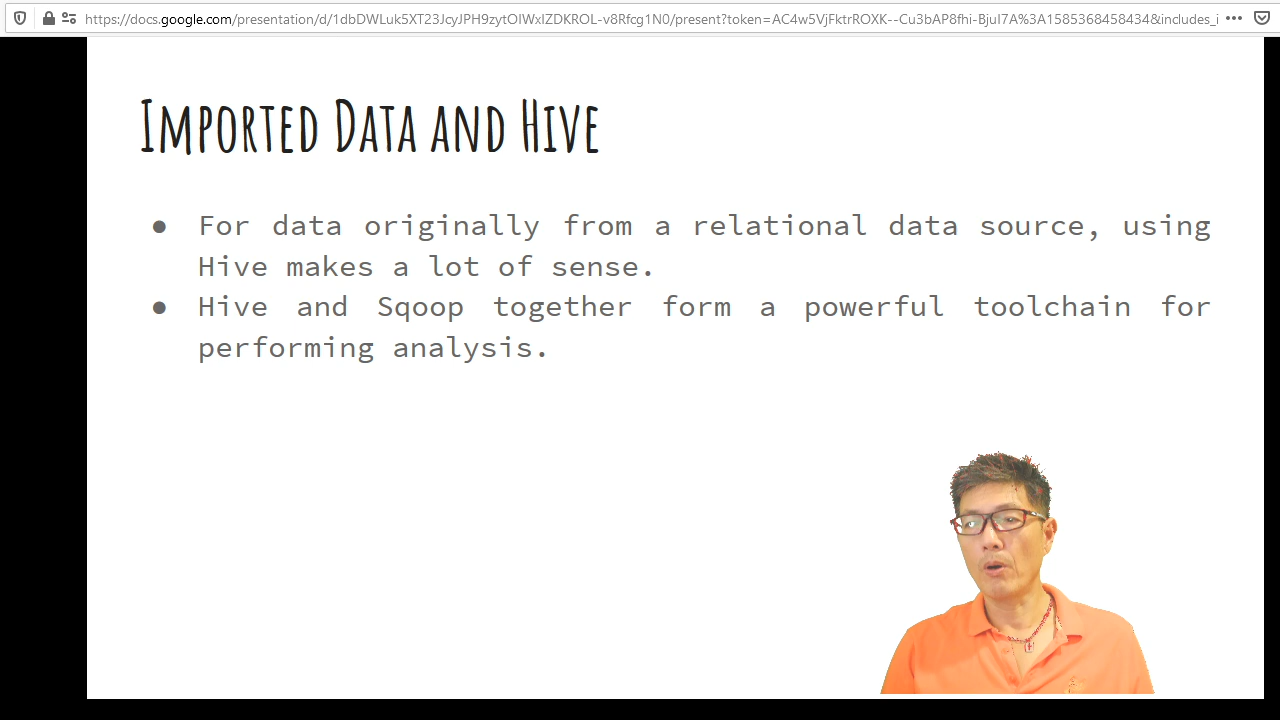 https://docs.google.com/presentation/d/1dbDWLuk5XT23JcyJPH9zytOIWxIZDKROL-v8Rfcg1N0/present?token=AC4w5VjFktrROXK--Cu3bAP8fhi-BjuI7A%3A1585368458434&includes_i
Imported Data and Hive
● For data originally from a relational data source, using
Hive makes a lot of sense.
● Hive and Sqoop together form a powerful toolchain for
performing analysis.